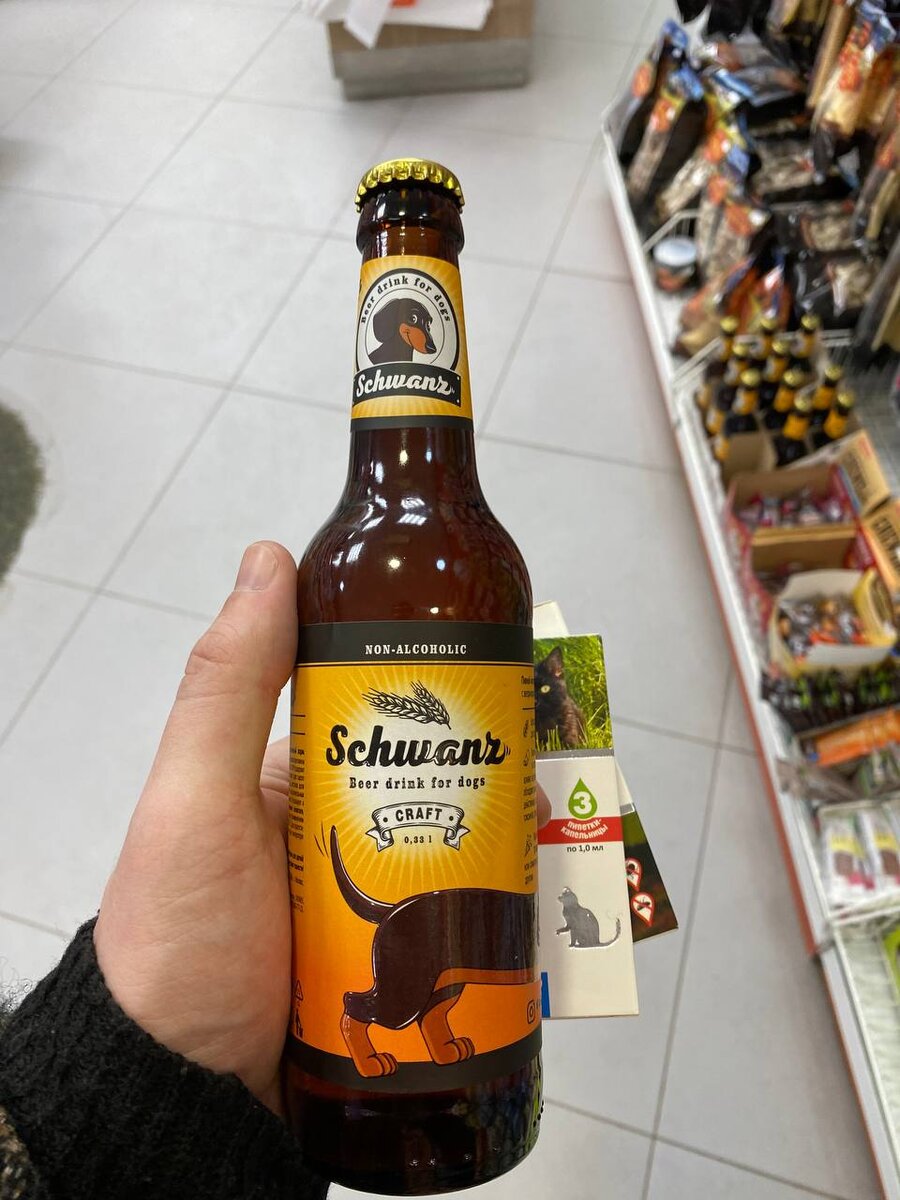 Beer drink for dogs
Schwanz
NON-ALCOHOLIC
Schwanz
Beer drink for dogs
CRAFT
0,33 l
3
ПИПЕТКИ-
КАПЕЛЬНИЦЫ
по 1,0 мл